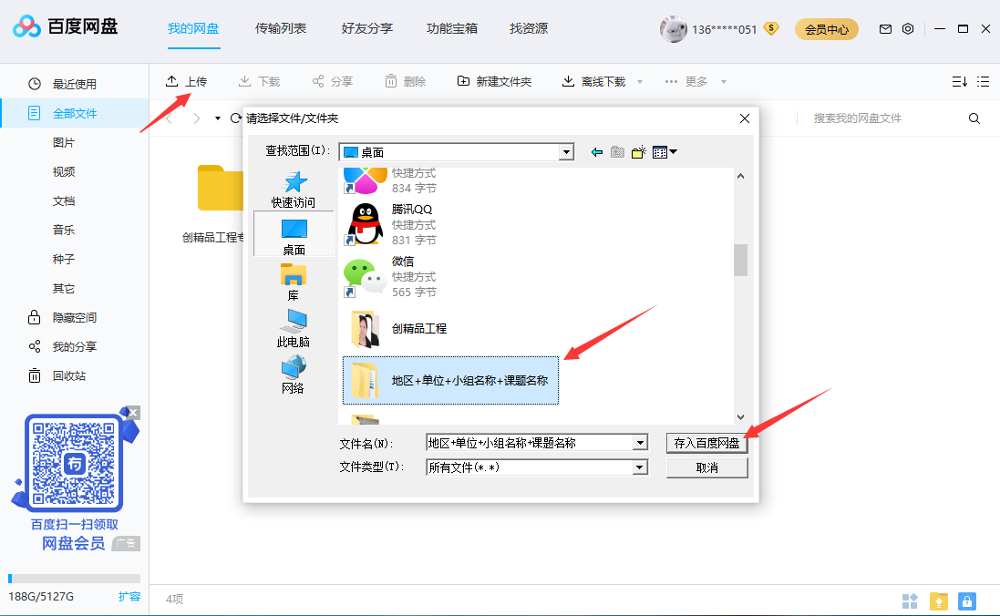 百度网盘
我的网盘 传输列表 好友分享 功能宝箱 找资源
136*****051
会员中心
上传 下载 分享 删除 新建文件夹 离线下载 更多
搜索我的网盘文件
最近使用
全部文件
图片
视频
文档
音乐
种子
其它
隐藏空间
我的分享
回收站
百度扫一扫领取
网盘会员 广告
188G/5127G 扩容
创精品工程专
请选择文件/文件夹
查找范围(I): 桌面
快速访问
桌面
库
此电脑
网络
快捷方式
834 字节
腾讯QQ
快捷方式
831 字节
微信
快捷方式
565 字节
创精品工程
地区+单位+小组名称+课题名称
文件名(N): 地区+单位+小组名称+课题名称 存入百度网盘
文件类型(T): 所有文件(*.*) 取消
4项